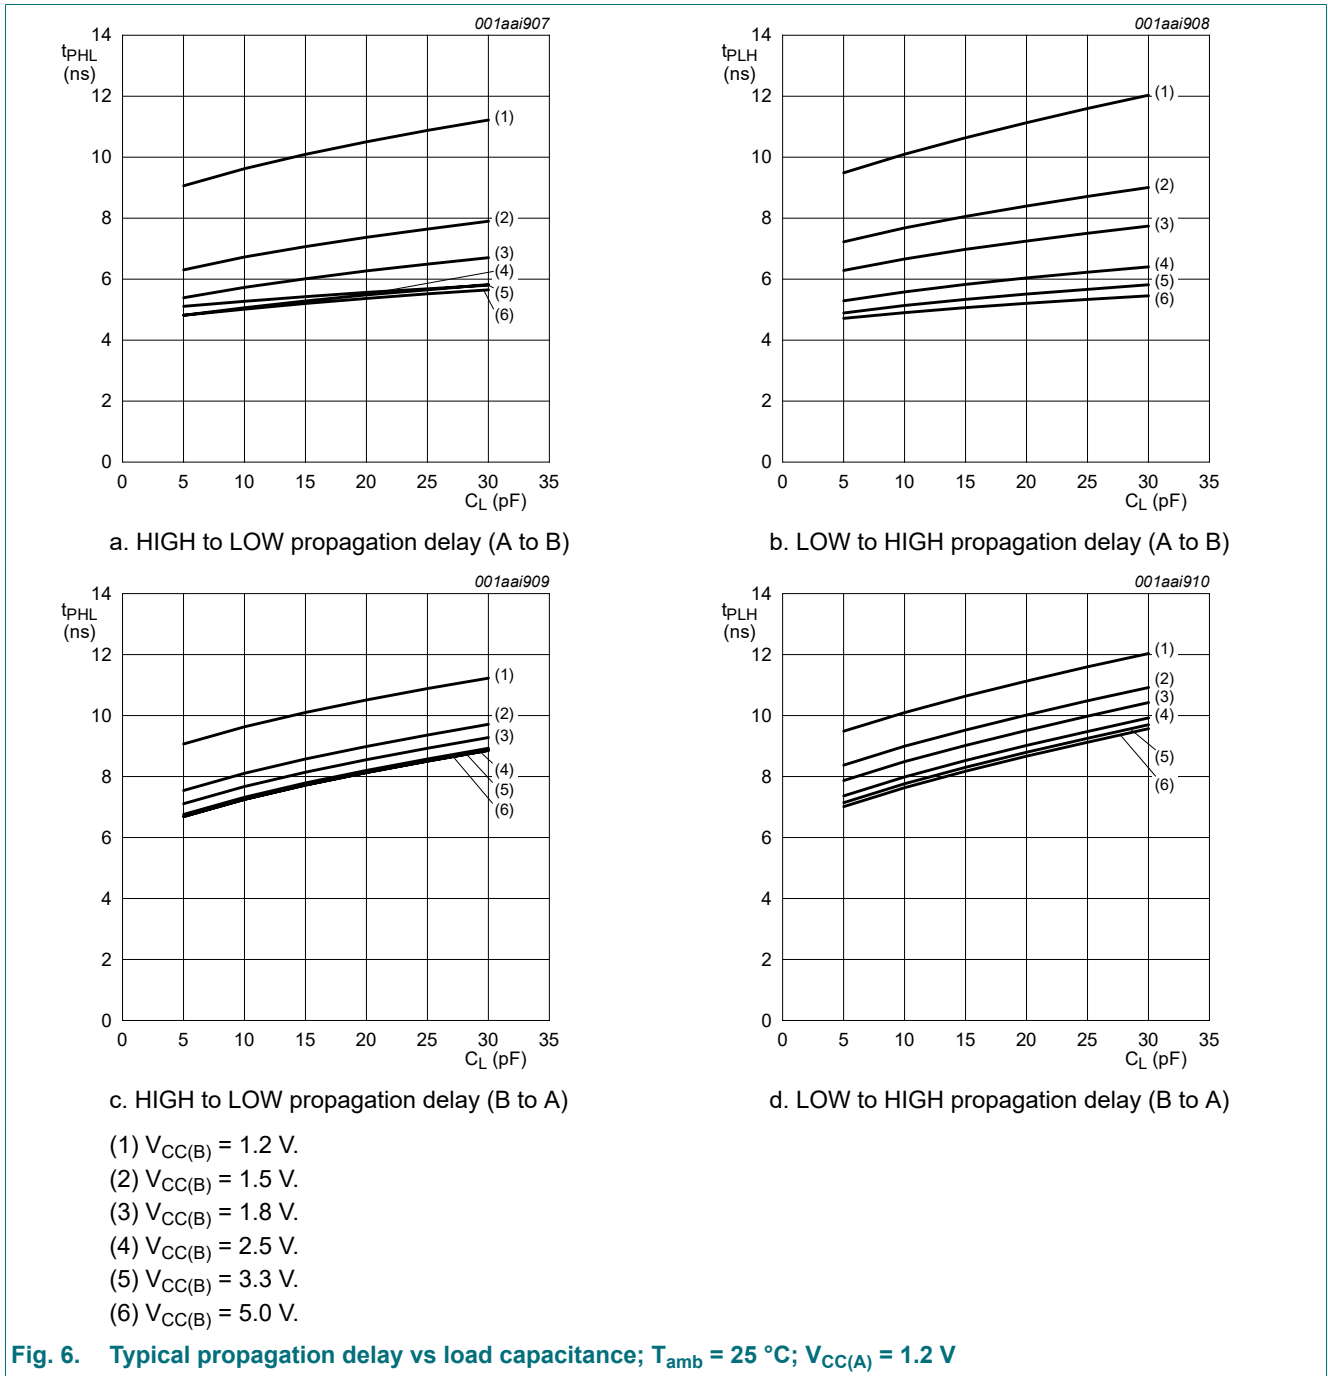 001aai907
14
tPHL
(ns)
12
10
8
6
4
2
0
0 5 10 15 20 25 30 35
CL (pF)
(1)
(2)
(3)
(4)
(5)
(6)
a. HIGH to LOW propagation delay (A to B)
001aai908
14
tPLH
(ns)
12
10
8
6
4
2
0
0 5 10 15 20 25 30 35
CL (pF)
(1)
(2)
(3)
(4)
(5)
(6)
b. LOW to HIGH propagation delay (A to B)
001aai909
14
tPHL
(ns)
12
10
8
6
4
2
0
0 5 10 15 20 25 30 35
CL (pF)
(1)
(2)
(3)
(4)
(5)
(6)
c. HIGH to LOW propagation delay (B to A)
001aai910
14
tPLH
(ns)
12
10
8
6
4
2
0
0 5 10 15 20 25 30 35
CL (pF)
(1)
(2)
(3)
(4)
(5)
(6)
d. LOW to HIGH propagation delay (B to A)
(1) VCC(B) = 1.2 V.
(2) VCC(B) = 1.5 V.
(3) VCC(B) = 1.8 V.
(4) VCC(B) = 2.5 V.
(5) VCC(B) = 3.3 V.
(6) VCC(B) = 5.0 V.
Fig. 6. Typical propagation delay vs load capacitance; Tamb = 25 °C; VCC(A) = 1.2 V